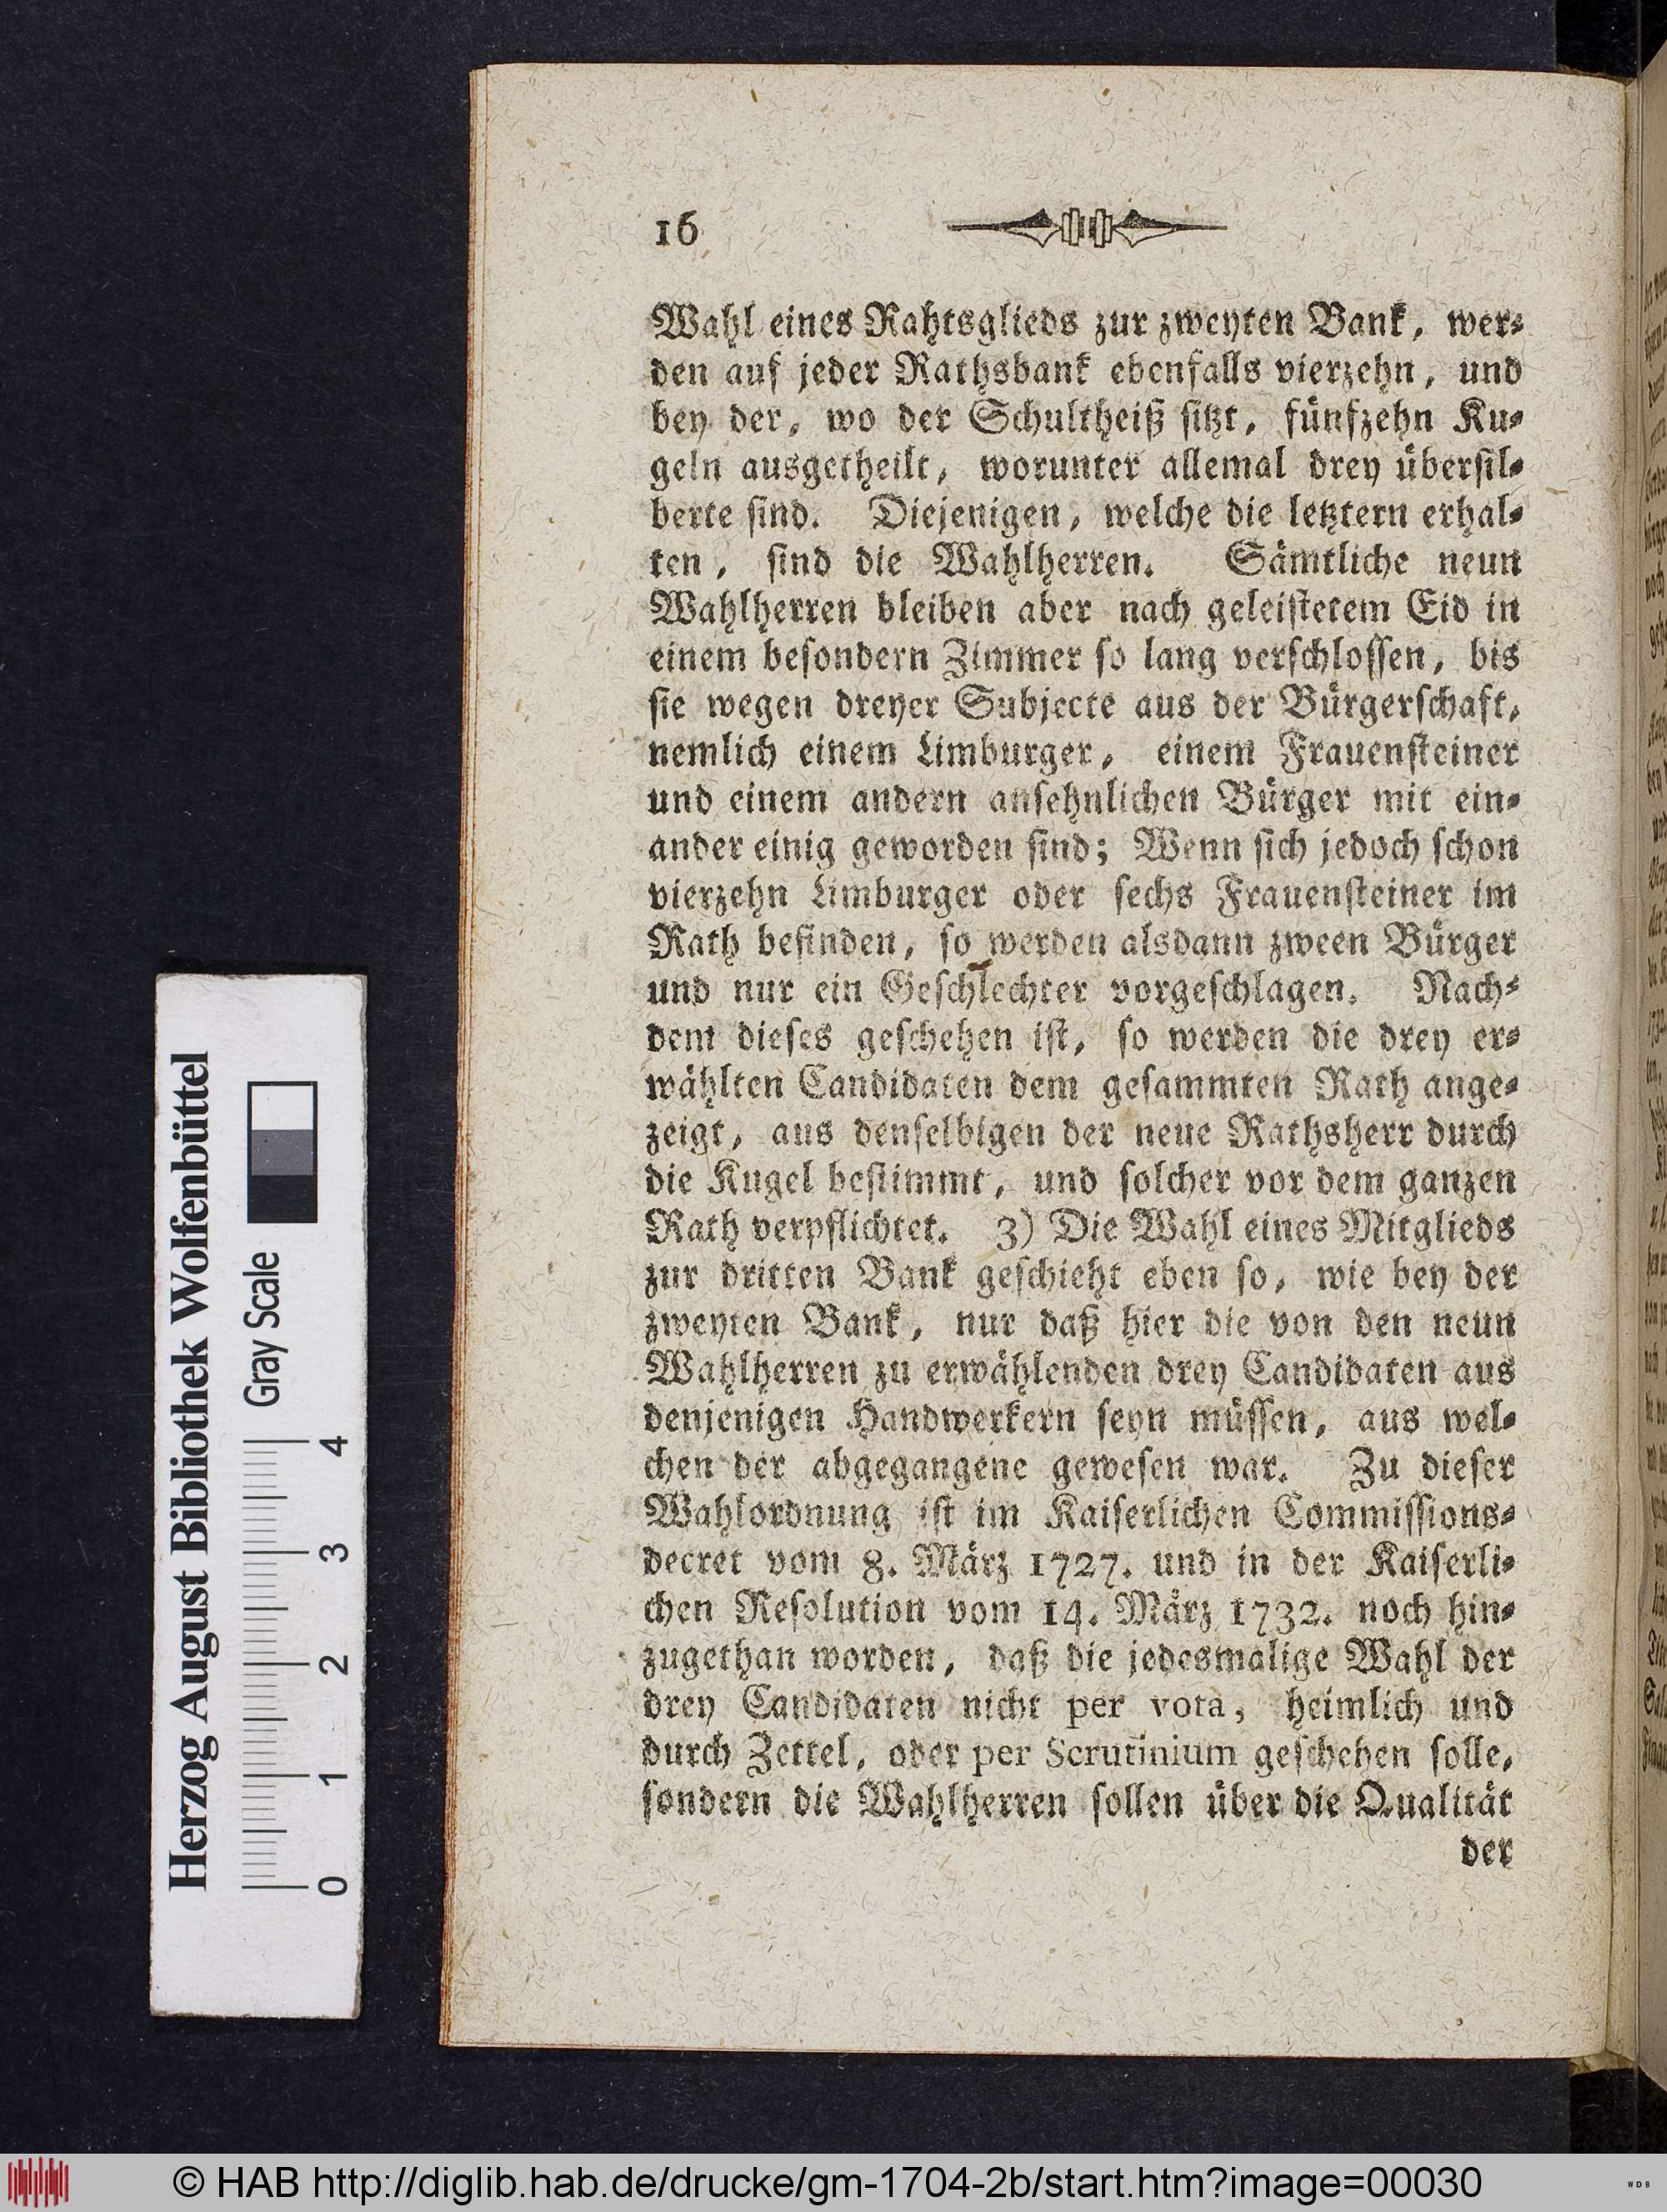 16
Wahl eines Rahtsglieds zur zweyten Bank, wer-
den auf jeder Rathsbank ebenfalls vierzehn, und
bey der, wo der Schultheiß sitzt, fünfzehn Ku-
geln ausgetheilt, worunter allemal drey übersil-
berte sind. Diejenigen, welche die letztern erhal-
ten, sind die Wahlherren. Sämtliche neun
Wahlherren bleiben aber nach geleistetem Eid in
einem besondern Zimmer so lang verschlossen, bis
sie wegen dreyer Subjecte aus der Bürgerschaft,
nemlich einem Limburger, einem Frauensteiner
und einem andern ansehnlichen Bürger mit ein-
ander einig geworden sind; Wenn sich jedoch schon
vierzehn Limburger oder sechs Frauensteiner im
Rath befinden, so werden alsdann zween Bürger
und nur ein Geschlechter vorgeschlagen. Nach-
dem dieses geschehen ist, so werden die drey er-
wählten Candidaten dem gesammten Rath ange-
zeigt, aus denselbigen der neue Rathsherr durch
die Kugel bestimmt, und solcher vor dem ganzen
Rath verpflichtet. 3) Die Wahl eines Mitglieds
zur dritten Bank geschieht eben so, wie bey der
zweyten Bank, nur daß hier die von den neun
Wahlherren zu erwählenden drey Candidaten aus
denjenigen Handwerkern seyn müssen, aus wel-
chen der abgegangene gewesen war. Zu dieser
Wahlordnung ist im Kaiserlichen Commissions-
decret vom 8. März 1727. und in der Kaiserli-
chen Resolution vom 14. März 1732. noch hin-
zugethan worden, daß die jedesmalige Wahl der
drey Candidaten nicht per vota, heimlich und
durch Zettel, oder per Scrutinium geschehen solle,
sondern die Wahlherren sollen über die Qualität
der
Herzog August Bibliothek Wolfenbüttel
Gray Scale
0 1 2 3 4
© HAB http://diglib.hab.de/drucke/gm-1704-2b/start.htm?image=00030
WDB